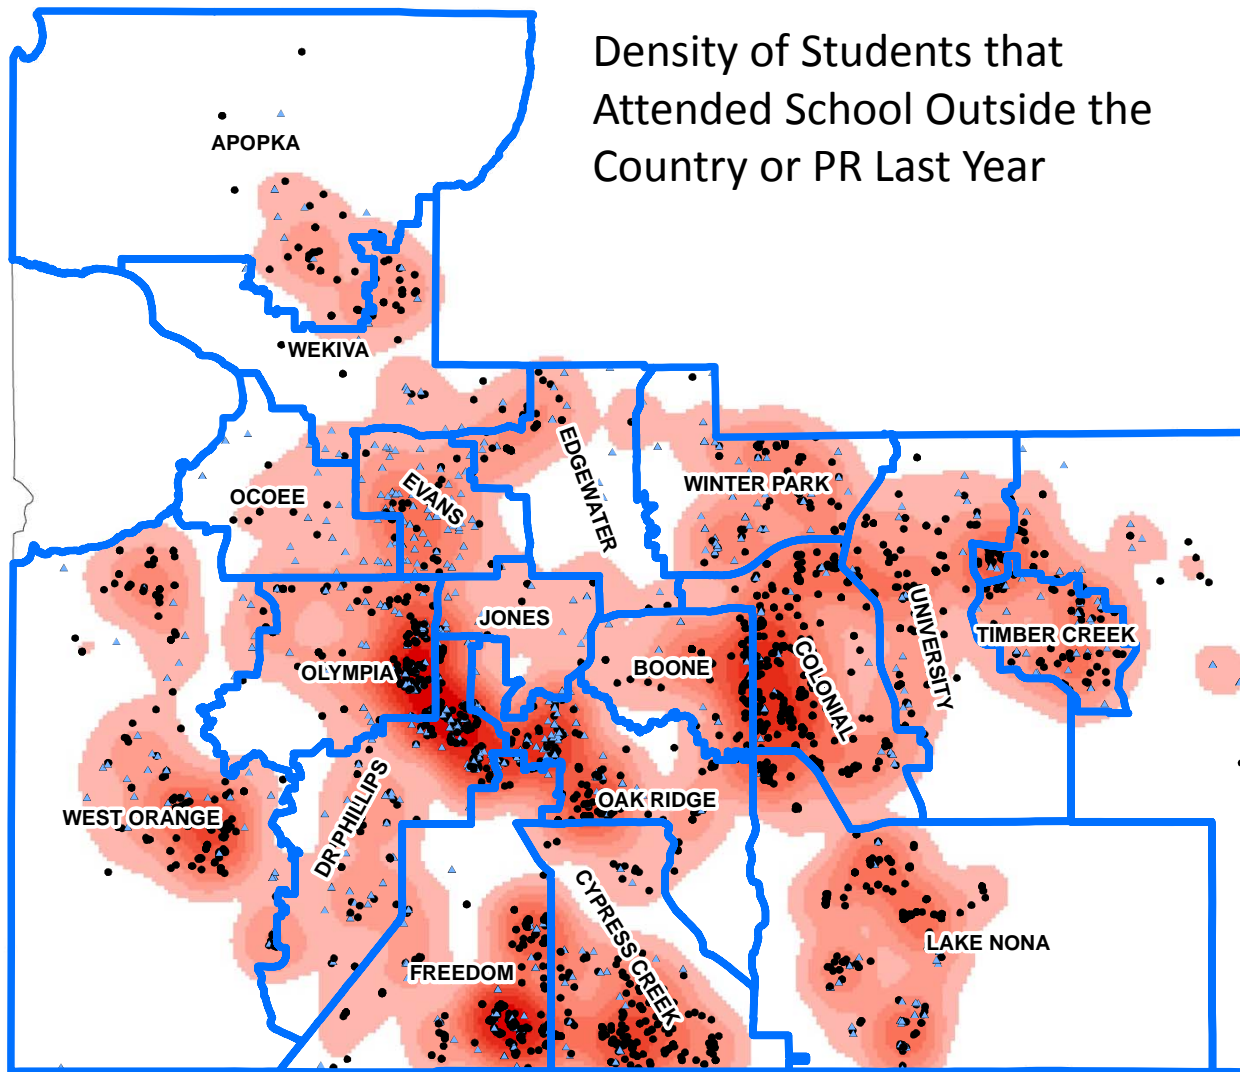 Density of Students that
Attended School Outside the
Country or PR Last Year
APOPKA
WEKIVA
OCOEE
EVANS
EDGEWATER
WINTER PARK
JONES
OLYMPIA
BOONE
COLONIAL
UNIVERSITY
TIMBER CREEK
WEST ORANGE
DR PHILLIPS
OAK RIDGE
FREEDOM
CYPRESS CREEK
LAKE NONA